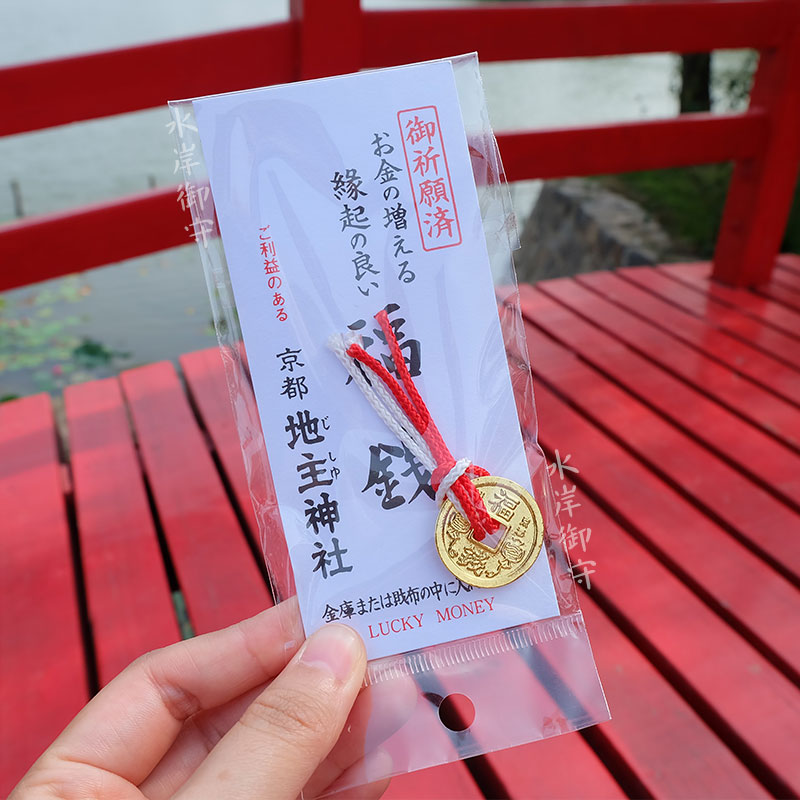 御祈願済
お金の増える
縁起の良い
福銭
ご利益のある
京都 地主神社
じしゅ
金庫または財布の中に入
LUCKY MONEY
福
水岸御守
水岸御守